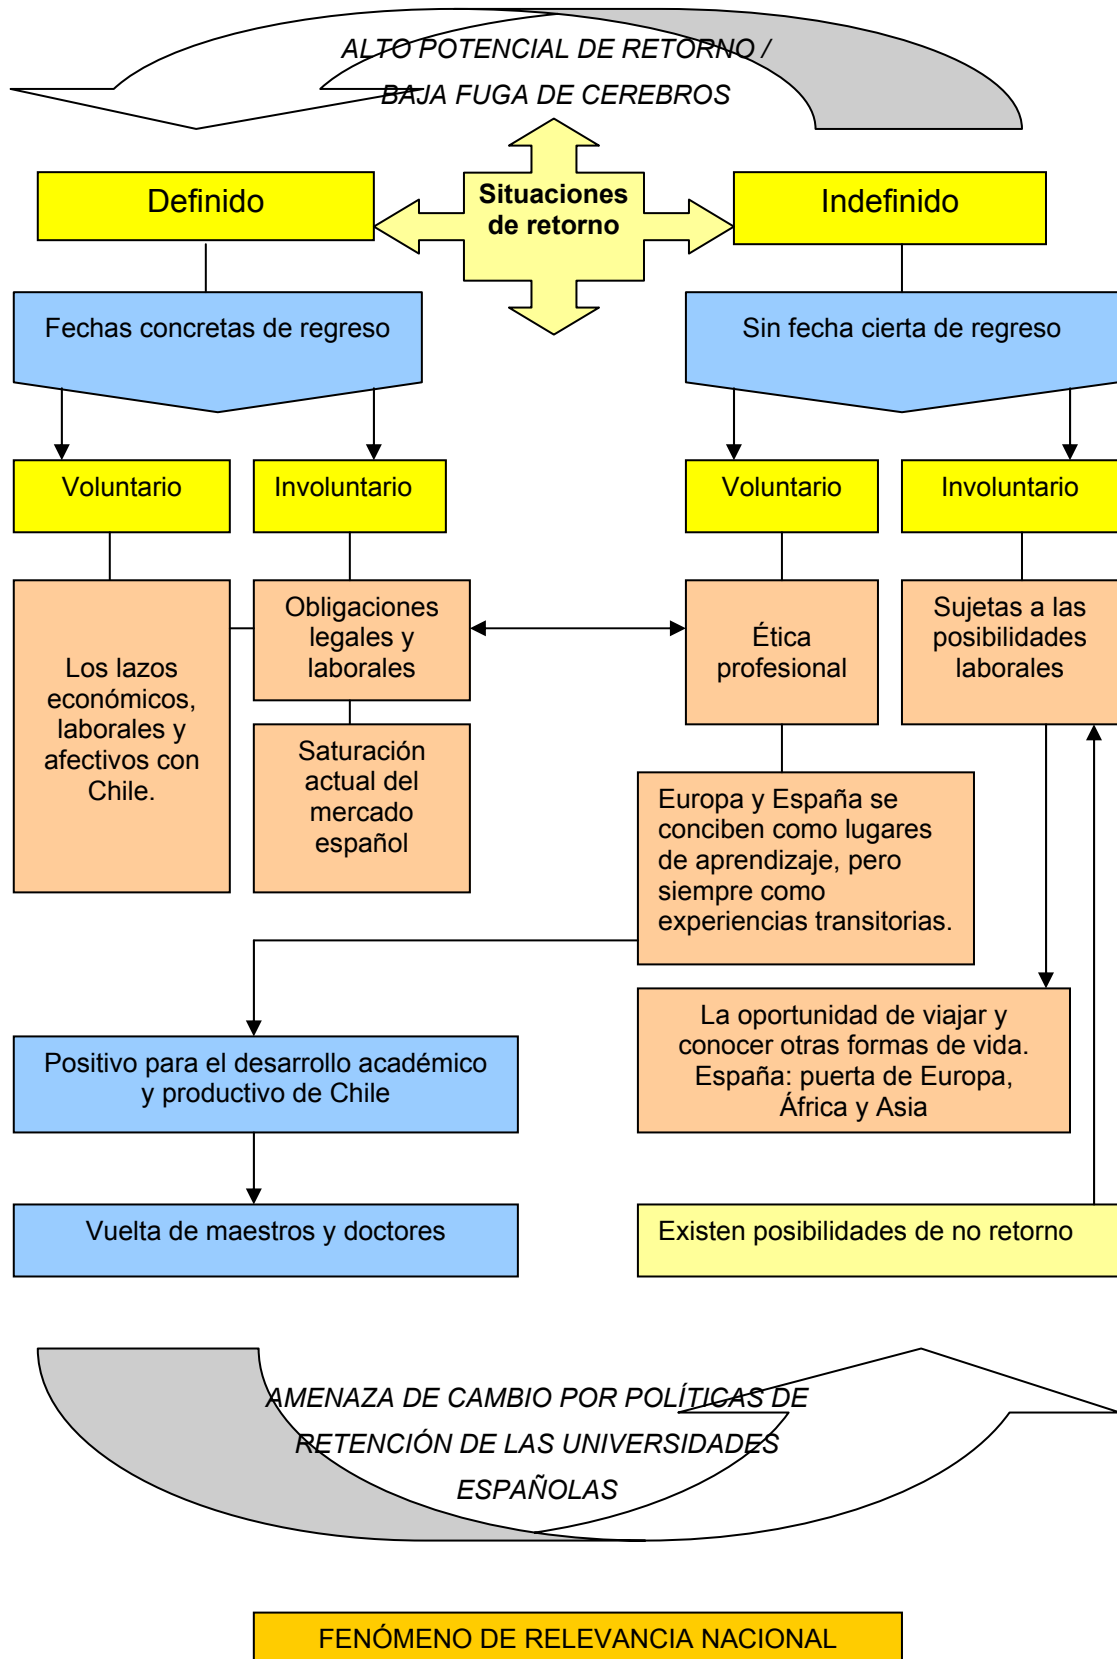 ALTO POTENCIAL DE RETORNO /
BAJA FUGA DE CEREBROS
Situaciones
de retorno
Definido
Indefinido
Fechas concretas de regreso
Sin fecha cierta de regreso
Voluntario
Involuntario
Voluntario
Involuntario
Los lazos
económicos,
laborales y
afectivos con
Chile.
Obligaciones
legales y
laborales
Saturación
actual del
mercado
español
Ética
profesional
Sujetas a las
posibilidades
laborales
Europa y España se
conciben como lugares
de aprendizaje, pero
siempre como
experiencias transitorias.
La oportunidad de viajar y
conocer otras formas de vida.
España: puerta de Europa,
África y Asia
Positivo para el desarrollo académico
y productivo de Chile
Vuelta de maestros y doctores
Existen posibilidades de no retorno
AMENAZA DE CAMBIO POR POLÍTICAS DE
RETENCIÓN DE LAS UNIVERSIDADES
ESPAÑOLAS
FENÓMENO DE RELEVANCIA NACIONAL